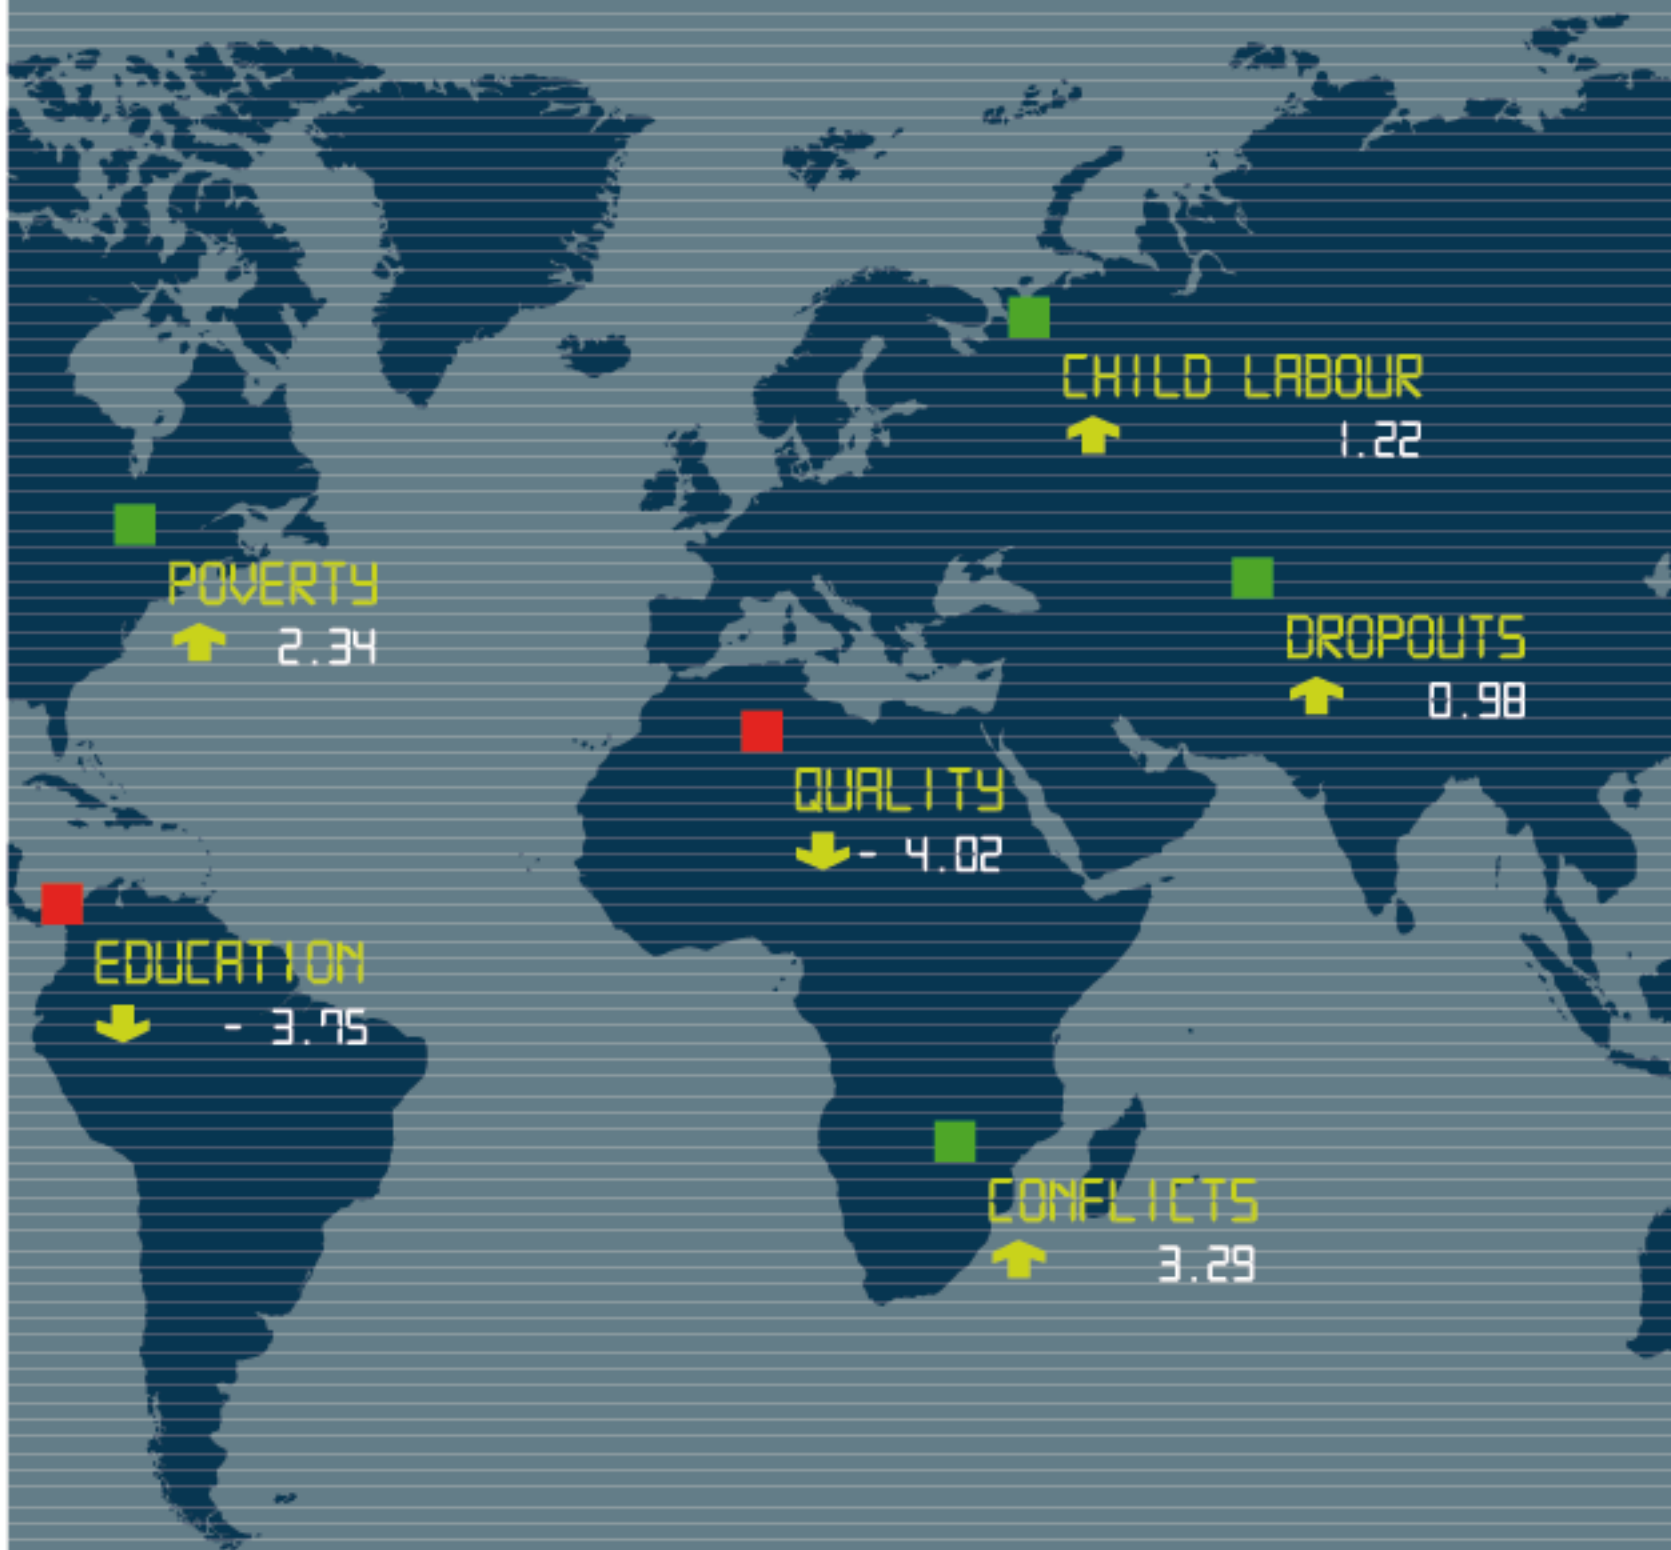 CHILD LABOUR
1.22
POVERTY
2.34
DROPOUTS
0.98
QUALITY
- 4.02
EDUCATION
- 3.75
CONFLICTS
3.29